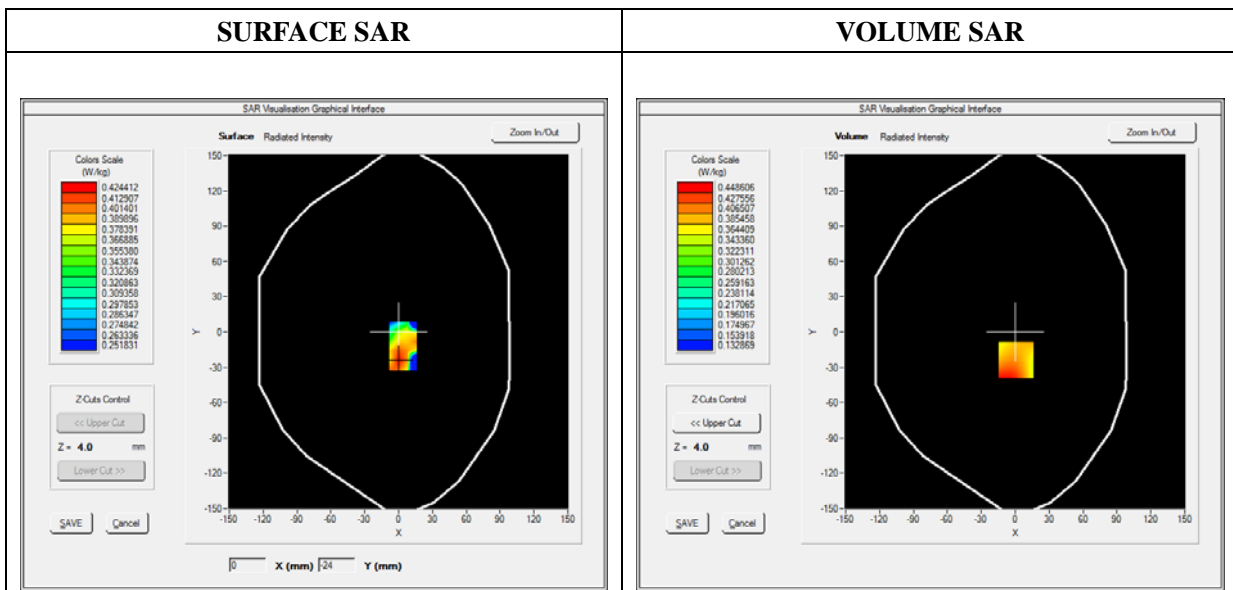 SURFACE SAR
VOLUME SAR
SAR Visualisation Graphical Interface
Surface Radiated Intensity
Zoom In/Out
Colors Scale
(W/kg)
0.424412
0.412907
0.401401
0.389896
0.378391
0.366885
0.355380
0.343874
0.332369
0.320863
0.309358
0.297853
0.286347
0.274842
0.263336
0.251831
150
120
90
60
30
0
-30
-60
-90
-120
-150
Y
-150 -120 -90 -60 -30 0 30 60 90 120 150
X
Z-Cuts Control
<< Upper Cut
Z = 4.0 mm
Lower Cut >>
SAVE Cancel
0 X (mm) -24 Y (mm)
SAR Visualisation Graphical Interface
Volume Radiated Intensity
Zoom In/Out
Colors Scale
(W/kg)
0.448606
0.427556
0.406507
0.385458
0.364409
0.343360
0.322311
0.301262
0.280213
0.259163
0.238114
0.217065
0.196016
0.174967
0.153918
0.132869
150
120
90
60
30
0
-30
-60
-90
-120
-150
Y
-150 -120 -90 -60 -30 0 30 60 90 120 150
X
Z-Cuts Control
<< Upper Cut
Z = 4.0 mm
Lower Cut >>
SAVE Cancel